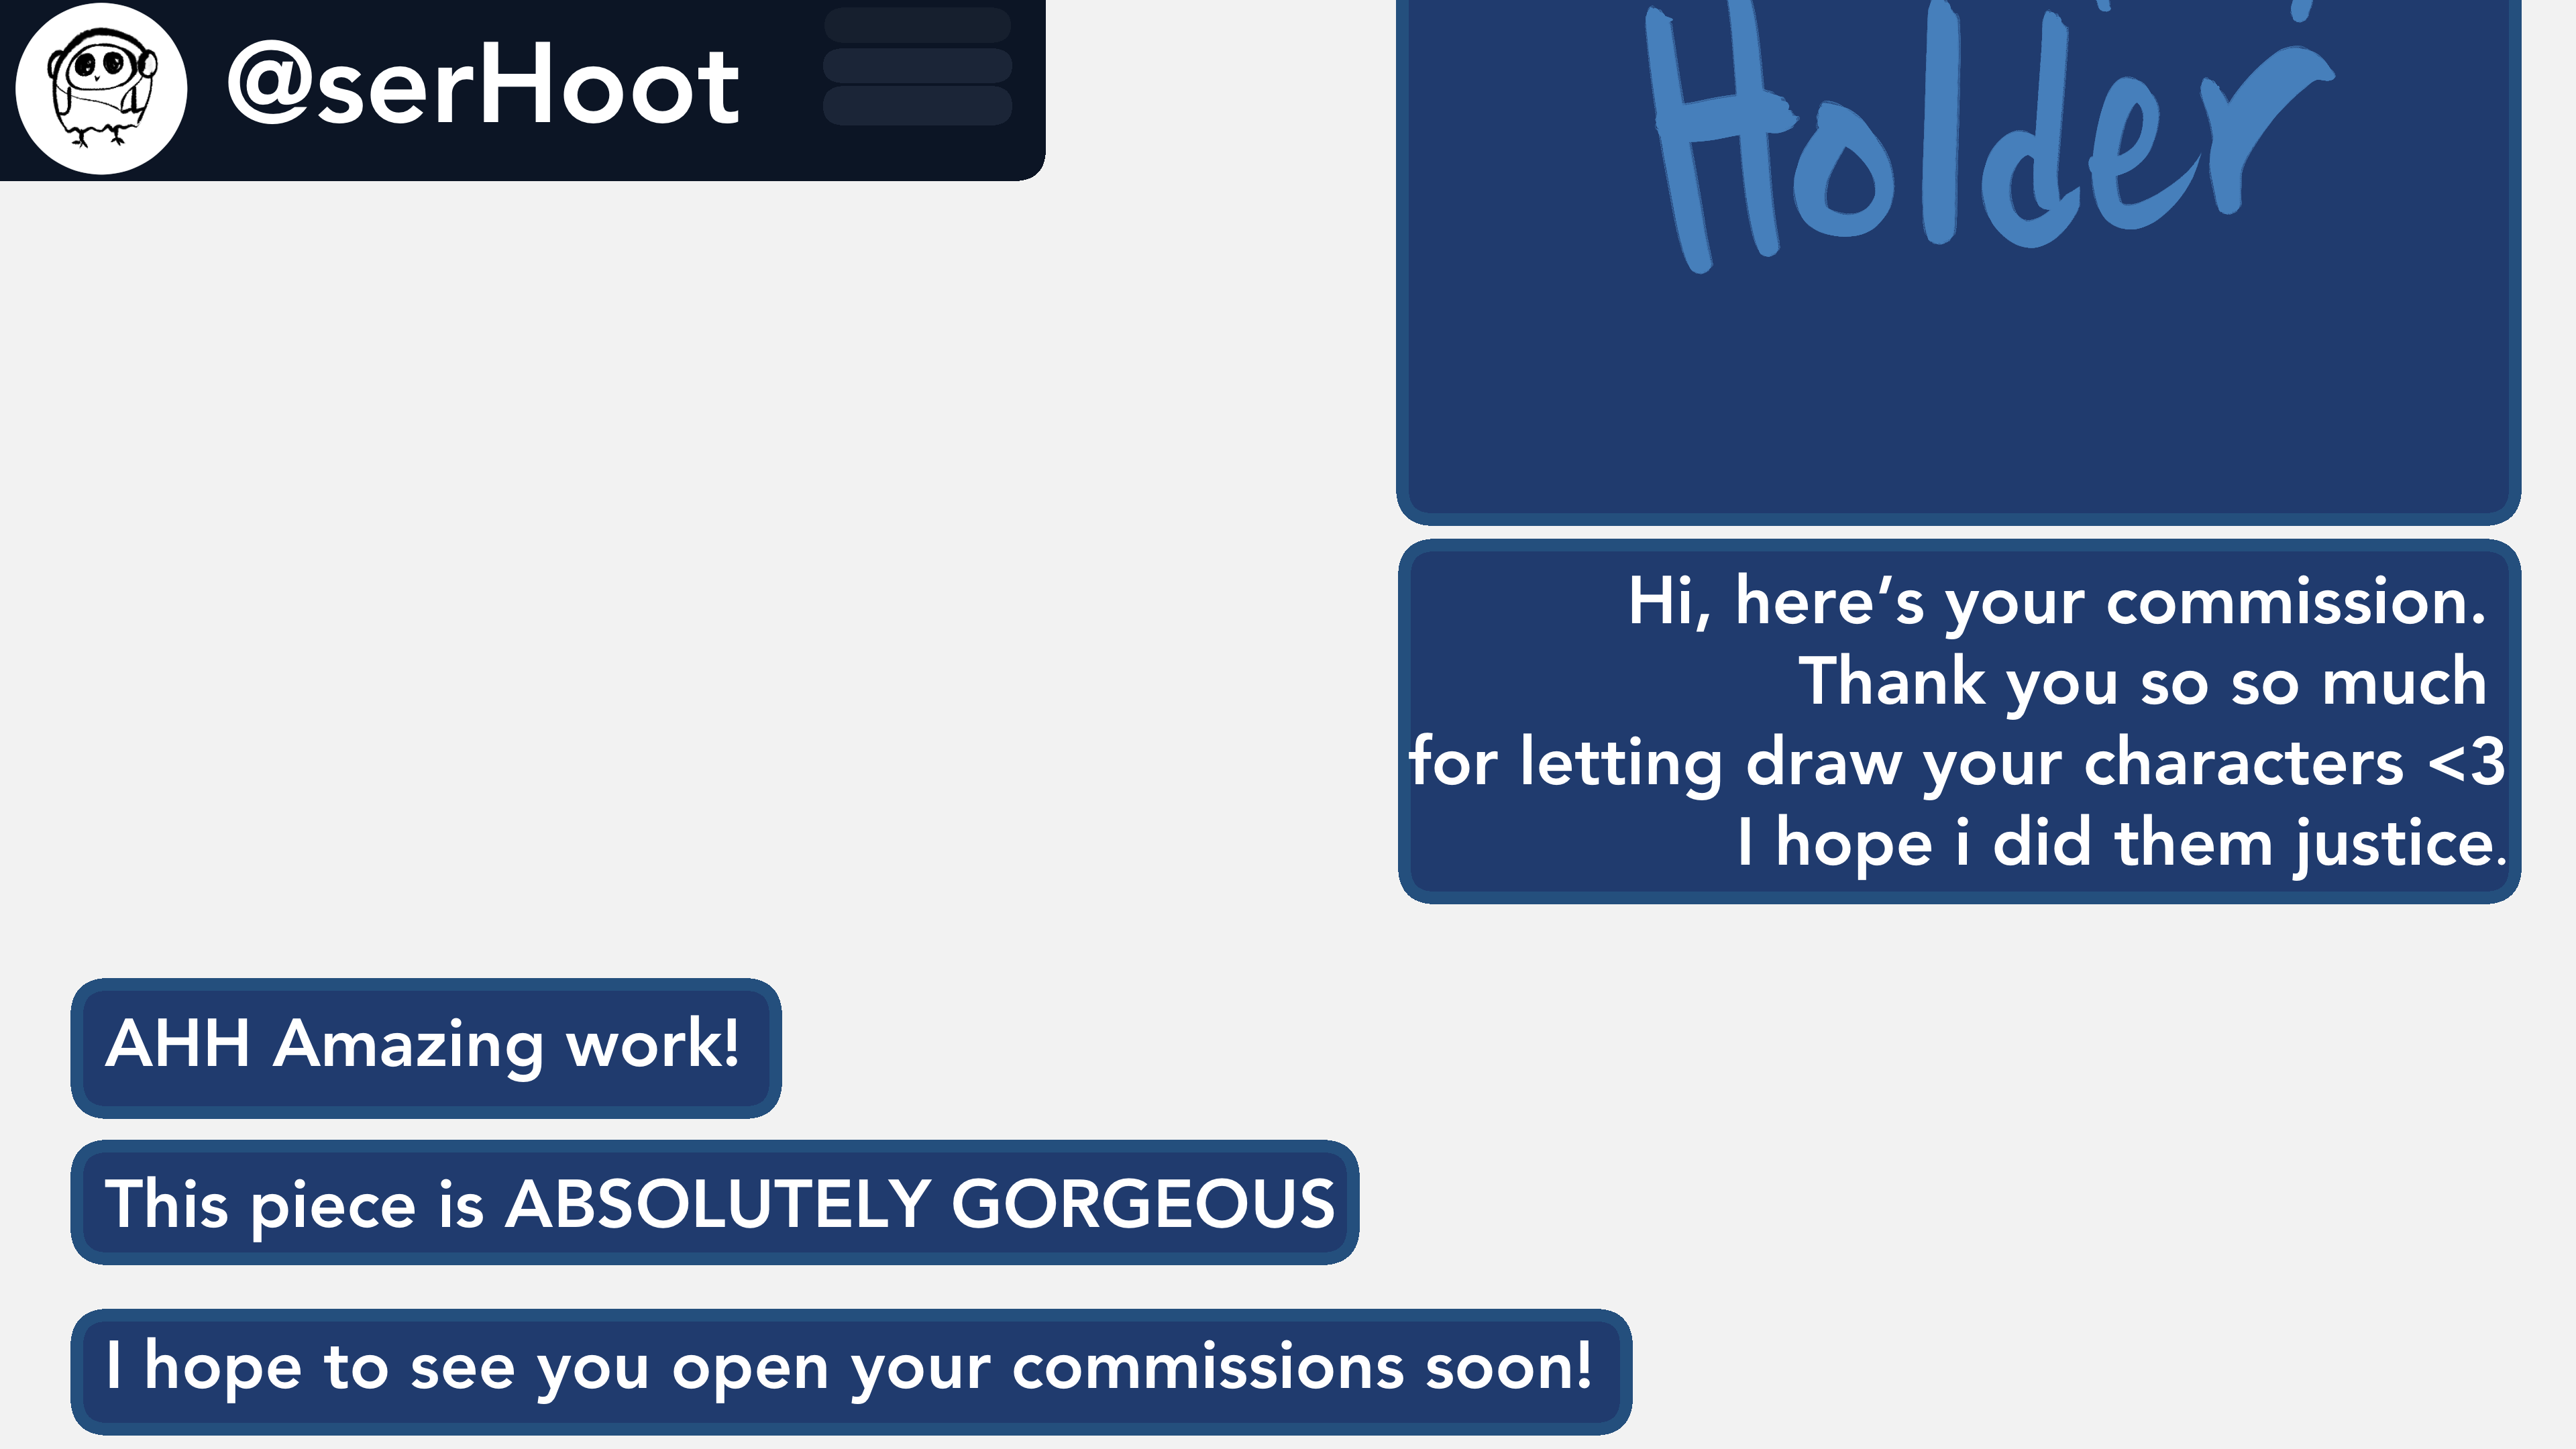 @serHoot
Holder
Hi, here’s your commission.
Thank you so so much
for letting draw your characters <3
I hope i did them justice.
AHH Amazing work!
This piece is ABSOLUTELY GORGEOUS
I hope to see you open your commissions soon!